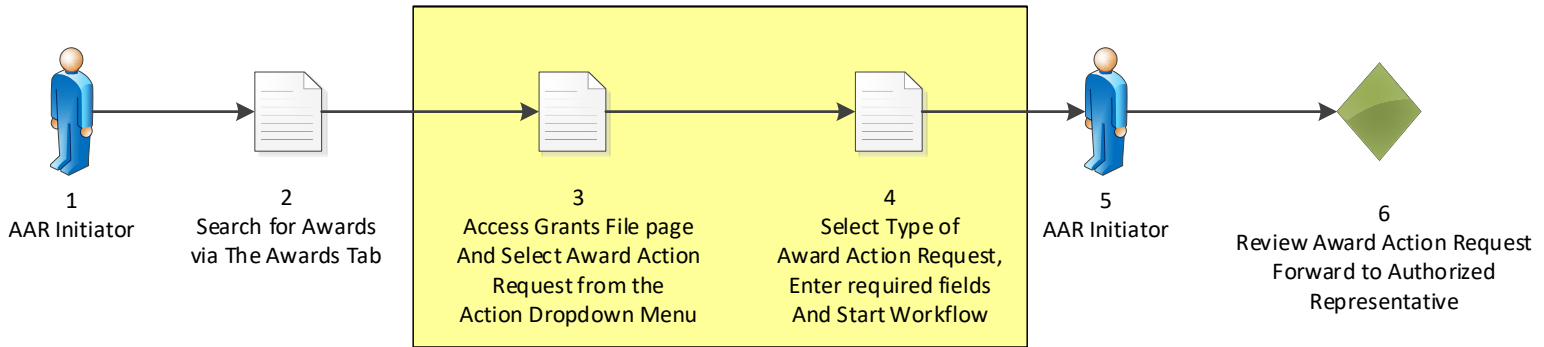 1
AAR Initiator
2
Search for Awards
via The Awards Tab
3
Access Grants File page
And Select Award Action
Request from the
Action Dropdown Menu
4
Select Type of
Award Action Request,
Enter required fields
And Start Workflow
5
AAR Initiator
6
Review Award Action Request
Forward to Authorized
Representative